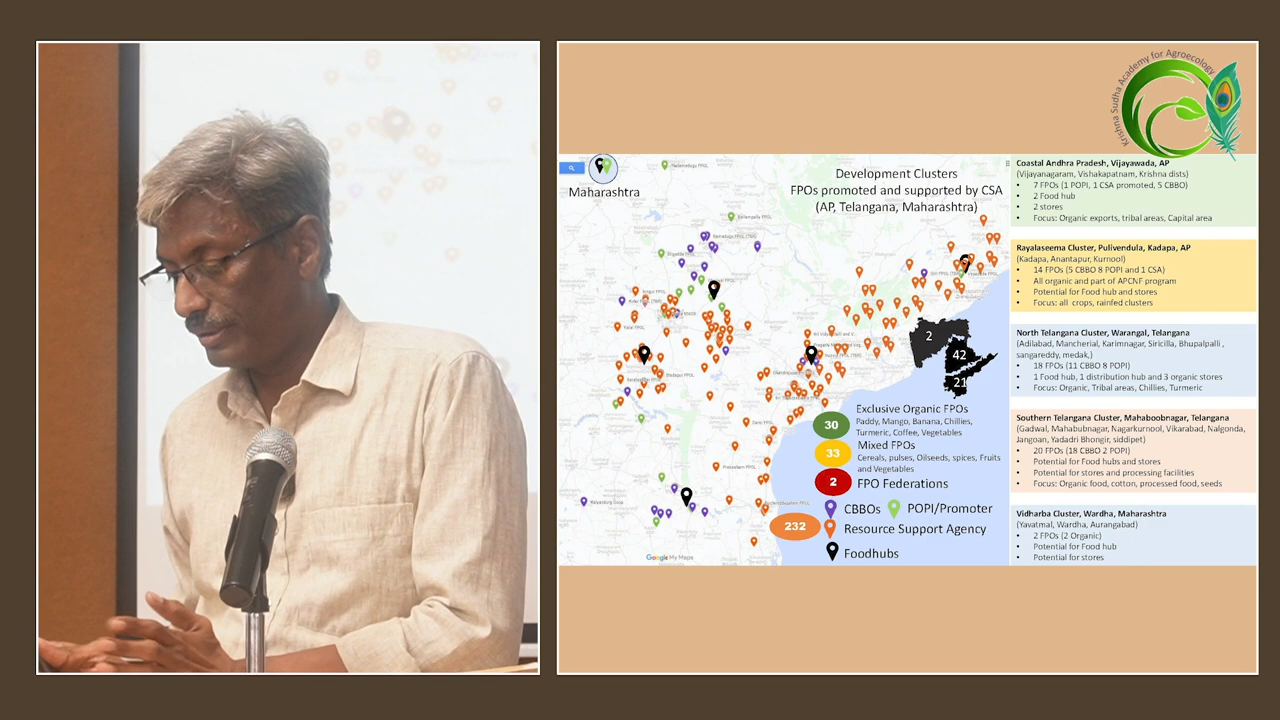 Krishna Sudha Academy for Agroecology
Maharashtra
Development Clusters
FPOs promoted and supported by CSA
(AP, Telangana, Maharashtra)
2
42
21
30
Exclusive Organic FPOs
Paddy, Mango, Banana, Chillies,
Turmeric, Coffee, Vegetables
33
Mixed FPOs
Cereals, pulses, Oilseeds, spices, Fruits
and Vegetables
2
FPO Federations
CBBOs
POPI/Promoter
232
Resource Support Agency
Foodhubs
Google My Maps
Coastal Andhra Pradesh, Vijayawada, AP
(Vijayanagaram, Vishakapatnam, Krishna dists)
• 7 FPOs (1 POPI, 1 CSA promoted, 5 CBBO)
• 2 Food hub
• 2 stores
• Focus: Organic exports, tribal areas, Capital area
Rayalaseema Cluster, Pulivendula, Kadapa, AP
(Kadapa, Anantapur, Kurnool)
• 14 FPOs (5 CBBO 8 POPI and 1 CSA)
• All organic and part of APCNF program
• Potential for Food hub and stores
• Focus: all crops, rainfed clusters
North Telangana Cluster, Warangal, Telangana
(Adilabad, Mancherial, Karimnagar, Siricilla, Bhupalpalli ,
sangareddy, medak,)
• 18 FPOs (11 CBBO 8 POPI)
• 1 Food hub, 1 distribution hub and 3 organic stores
• Focus: Organic, Tribal areas, Chillies, Turmeric
Southern Telangana Cluster, Mahaboobnagar, Telangana
(Gadwal, Mahabubnagar, Nagarkurnool, Vikarabad, Nalgonda,
Jangoan, Yadadri Bhongir, siddipet)
• 20 FPOs (18 CBBO 2 POPI)
• Potential for Food hubs and stores
• Potential for stores and processing facilities
• Focus: Organic food, cotton, processed food, seeds
Vidharba Cluster, Wardha, Maharashtra
(Yavatmal, Wardha, Aurangabad)
• 2 FPOs (2 Organic)
• Potential for Food hub
• Potential for stores